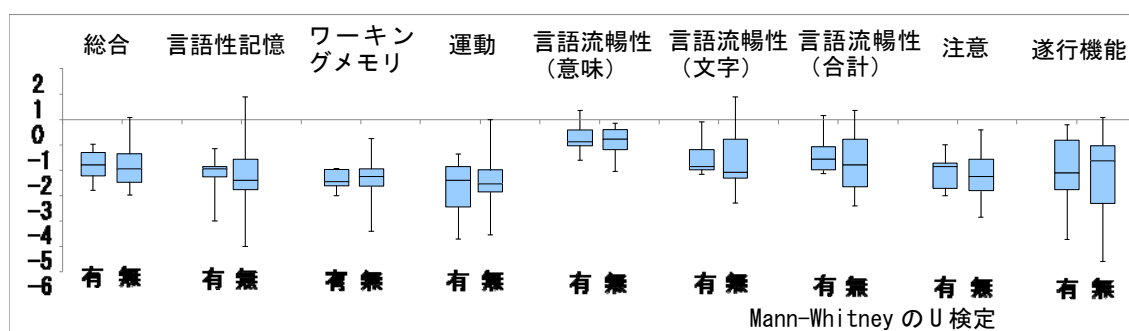 総合
言語性記憶
ワーキン
グメモリ
運動
言語流暢性
（意味）
言語流暢性
（文字）
言語流暢性
（合計）
注意
遂行機能
2
1
0
-1
-2
-3
-4
-5
-6
有 無 有 無 有 無 有 無 有 無 有 無 有 無 有 無 有 無
Mann-Whitney の U 検定